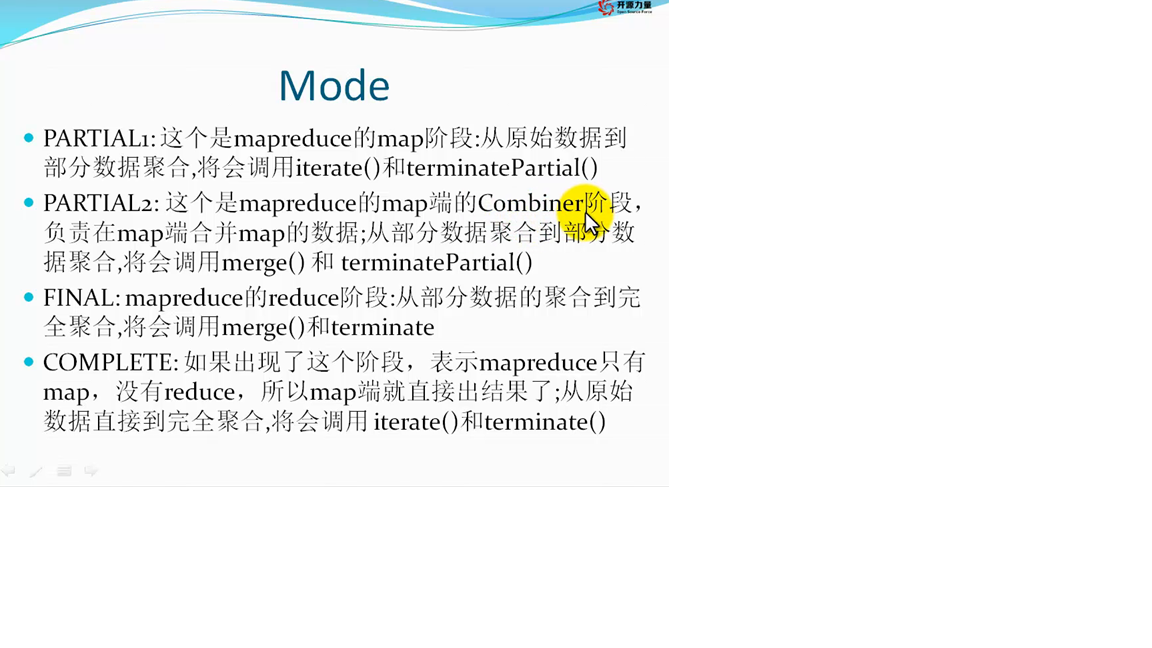 开源力量
Open Source Force
Mode
PARTIAL1: 这个是mapreduce的map阶段:从原始数据到
部分数据聚合,将会调用iterate()和terminatePartial()
PARTIAL2: 这个是mapreduce的map端的Combiner阶段，
负责在map端合并map的数据;从部分数据聚合到部分数
据聚合,将会调用merge() 和 terminatePartial()
FINAL: mapreduce的reduce阶段:从部分数据的聚合到完
全聚合,将会调用merge()和terminate
COMPLETE: 如果出现了这个阶段，表示mapreduce只有
map，没有reduce，所以map端就直接出结果了;从原始
数据直接到完全聚合,将会调用 iterate()和terminate()